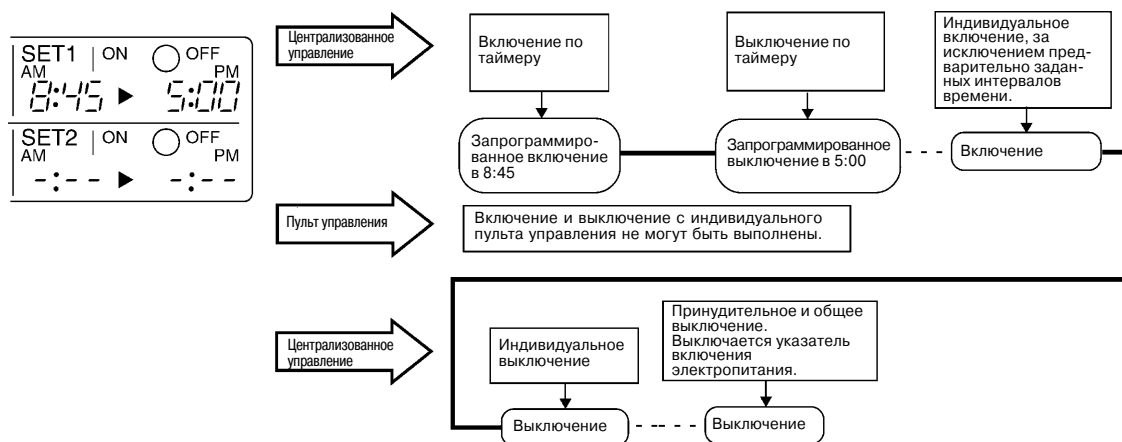 SET1 | ON ◯ OFF
AM PM
8:45 ▶ 5:00
SET2 | ON ◯ OFF
AM PM
-:-- ▶ -:--
Централизованное
управление
Включение по
таймеру
Выключение по
таймеру
Индивидуальное
включение, за
исключением пред-
варительно задан-
ных интервалов
времени.
Запрограммиро-
ванное включение
в 8:45
Запрограммированное
выключение в 5:00
Включение
Пульт управления
Включение и выключение с индивидуального
пульта управления не могут быть выполнены.
Централизованное
управление
Индивидуальное
выключение
Принудительное и общее
выключение.
Выключается указатель
включения
электропитания.
Выключение
Выключение